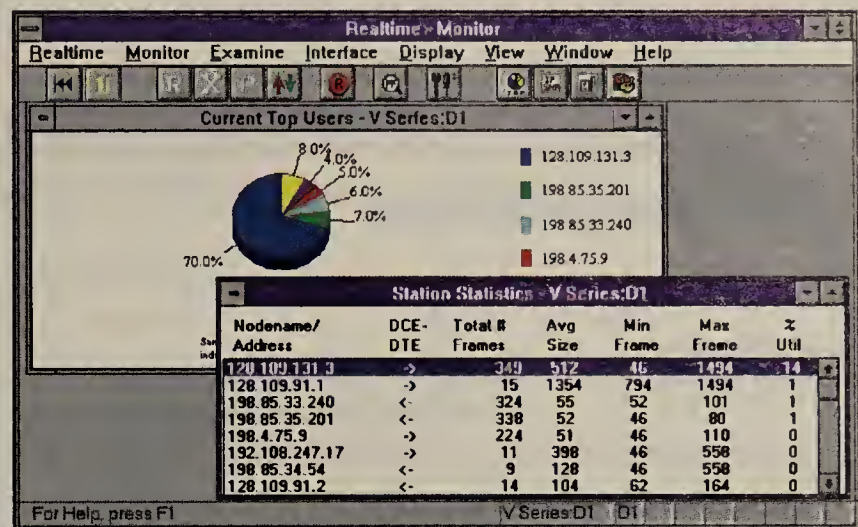 Realtime - Monitor
Realtime Monitor Examine Interface Display View Window Help
Current Top Users - V Series:D1
8.0%
4.0%
5.0%
6.0%
7.0%
70.0%
128.109.131.3
198.85.35.201
198.85.33.240
198.4.75.9
Station Statistics - V Series:D1
Nodename/ DCE- Total # Avg Min Max %
Address DTE Frames Size Frame Frame Util
128.109.131.3 -> 349 512 46 1494 14
128.109.91.1 -> 15 1354 794 1494 1
198.85.33.240 <- 324 55 52 101 1
198.85.35.201 <- 338 52 46 80 1
198.4.75.9 -> 224 51 46 110 0
192.108.247.17 -> 11 398 46 558 0
198.85.34.54 <- 9 128 46 558 0
128.109.91.2 <- 14 104 62 164 0
For Help, press F1
V Series:D1 D1